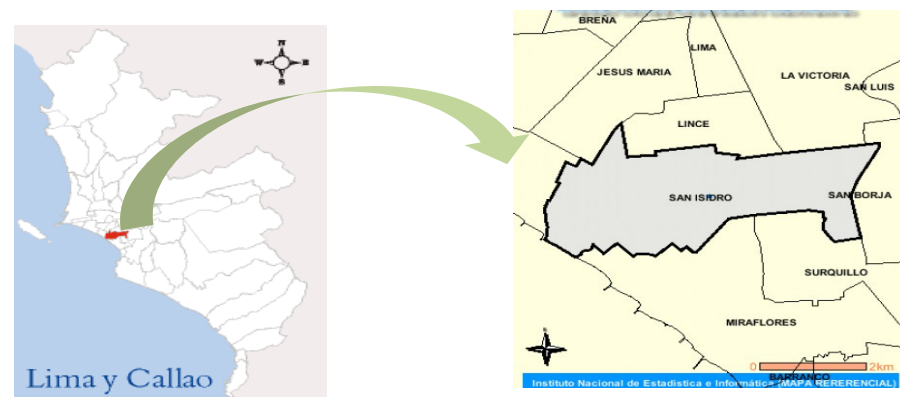 N
W
E
S
Lima y Callao
BREÑA
LIMA
JESUS MARIA
LA VICTORIA
SAN LUIS
LINCE
SAN ISIDRO
SAN BORJA
SURQUILLO
MIRAFLORES
0 2km
BARRANCO
Instituto Nacional de Estadística e Informática (MAPA RERERENCIAL)